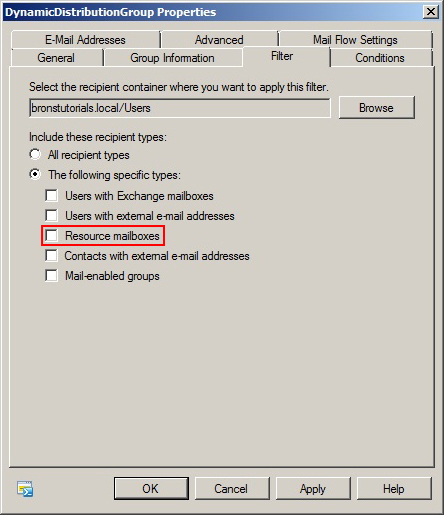 DynamicDistributionGroup Properties
E-Mail Addresses Advanced Mail Flow Settings
General Group Information Filter Conditions
Select the recipient container where you want to apply this filter.
bronstutorials.local/Users Browse
Include these recipient types:
All recipient types
The following specific types:
Users with Exchange mailboxes
Users with external e-mail addresses
Resource mailboxes
Contacts with external e-mail addresses
Mail-enabled groups
OK Cancel Apply Help